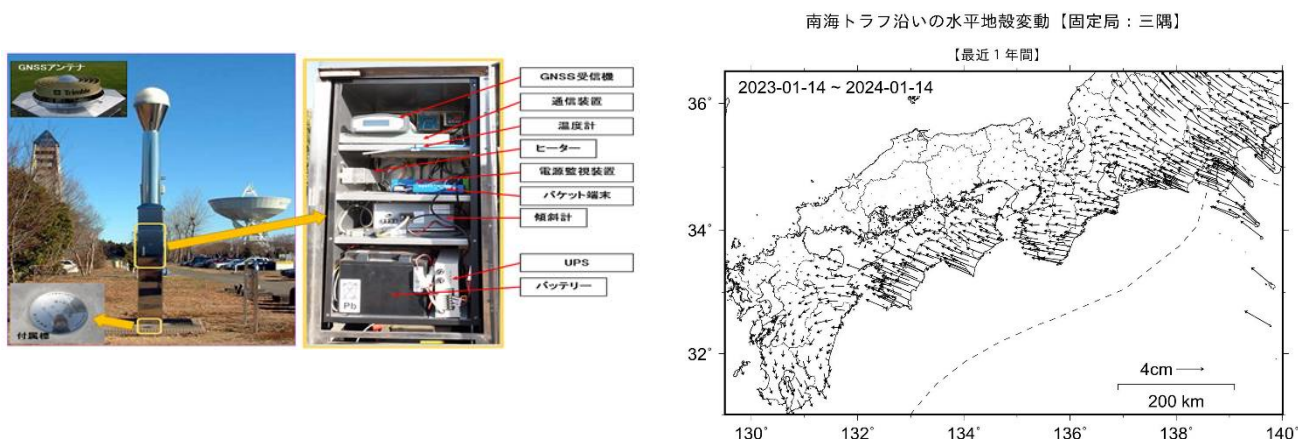 GNSSアンテナ
Trimble
付属標
GNSS受信機
通信装置
温度計
ヒーター
電源監視装置
パケット端末
傾斜計
UPS
バッテリー
Pb
南海トラフ沿いの水平地殻変動【固定局：三隅】
【最近1年間】
2023-01-14 ~ 2024-01-14
36°
34°
32°
4cm
200 km
130°
132°
134°
136°
138°
140°